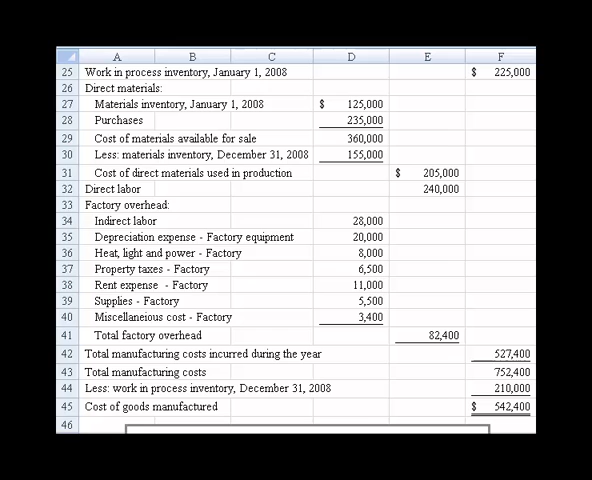 A B C D E F
25 Work in process inventory, January 1, 2008 $ 225,000
26 Direct materials:
27 Materials inventory, January 1, 2008 $ 125,000
28 Purchases 235,000
29 Cost of materials available for sale 360,000
30 Less: materials inventory, December 31, 2008 155,000
31 Cost of direct materials used in production $ 205,000
32 Direct labor 240,000
33 Factory overhead:
34 Indirect labor 28,000
35 Depreciation expense - Factory equipment 20,000
36 Heat, light and power - Factory 8,000
37 Property taxes - Factory 6,500
38 Rent expense - Factory 11,000
39 Supplies - Factory 5,500
40 Miscellaneious cost - Factory 3,400
41 Total factory overhead 82,400
42 Total manufacturing costs incurred during the year 527,400
43 Total manufacturing costs 752,400
44 Less: work in process inventory, December 31, 2008 210,000
45 Cost of goods manufactured $ 542,400
46